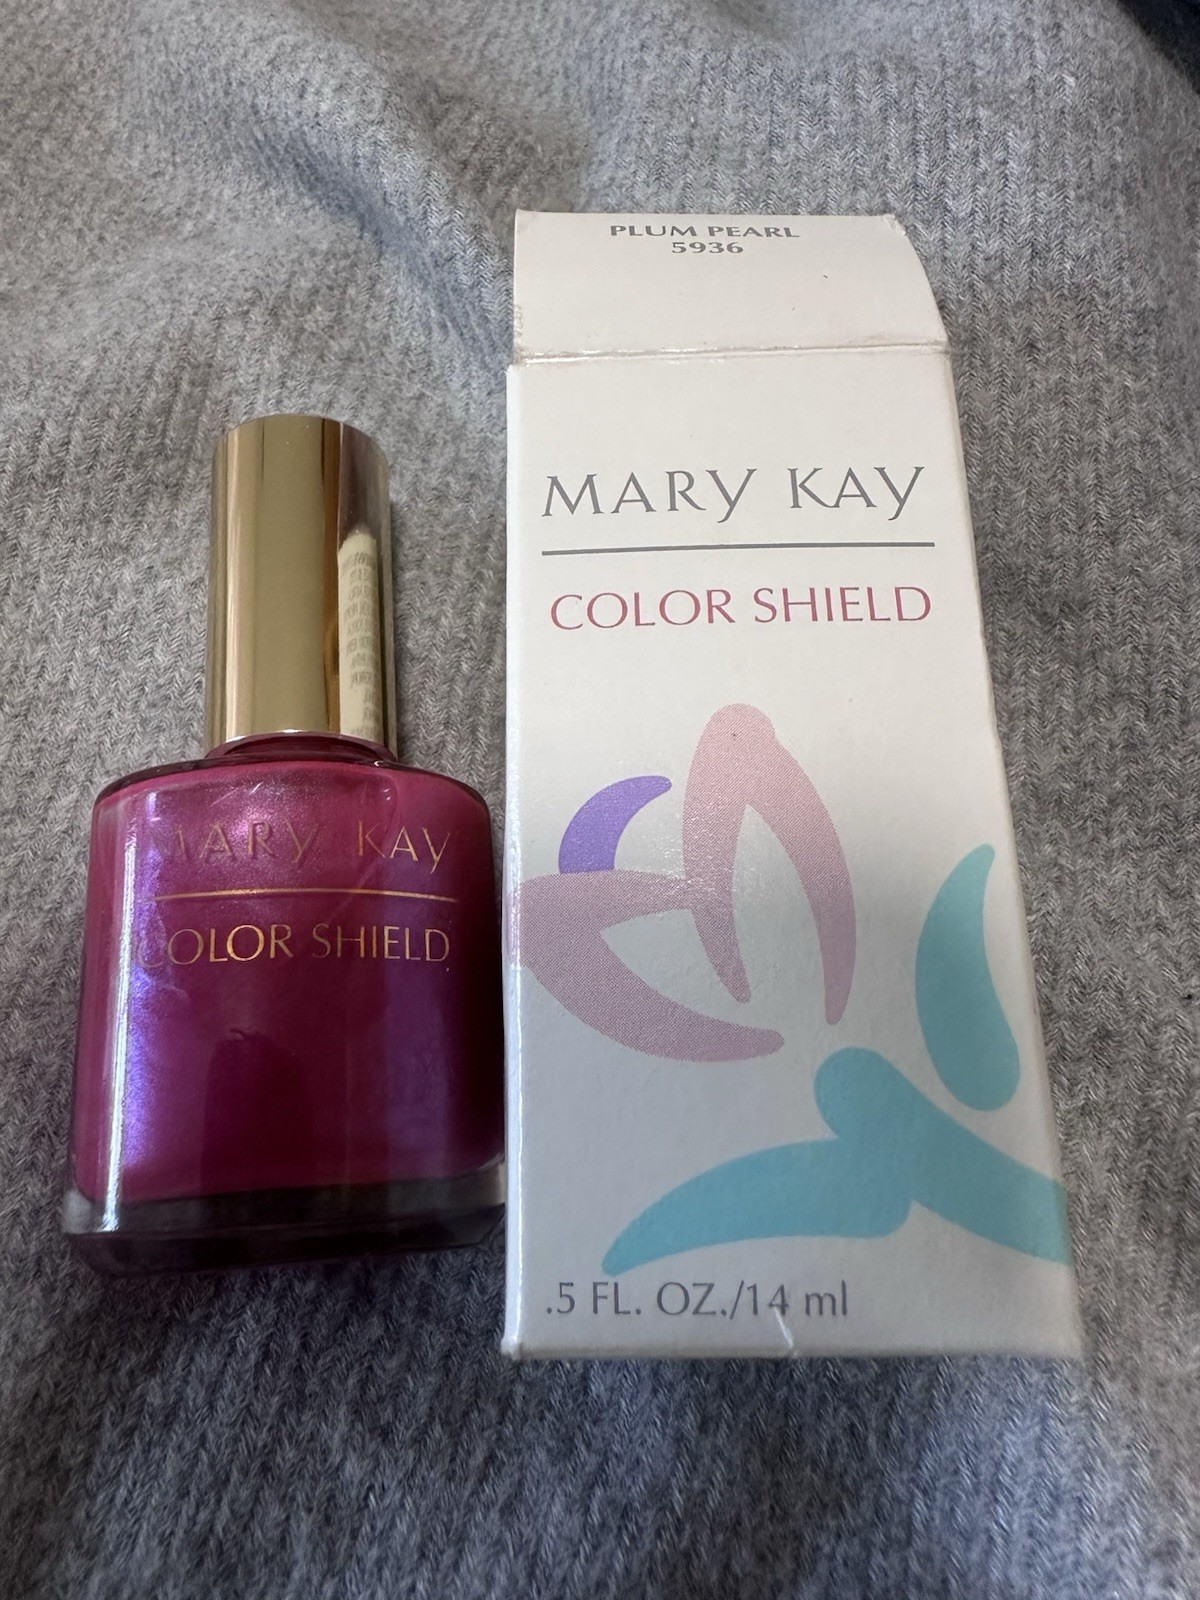 PLUM PEARL
5936
MARY KAY
COLOR SHIELD
.5 FL. OZ./14 ml
MARY KAY
COLOR SHIELD